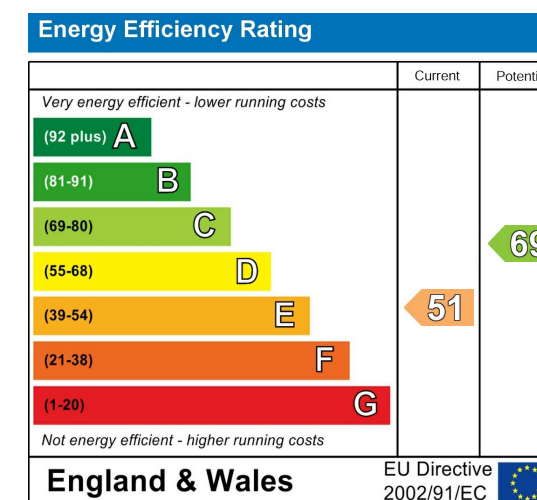 Energy Efficiency Rating
Current
Very energy efficient - lower running costs
(92 plus) A
(81-91) B
(69-80) C
69
(55-68) D
(39-54) E
51
(21-38) F
(1-20) G
Not energy efficient - higher running costs
England & Wales
EU Directive
2002/91/EC